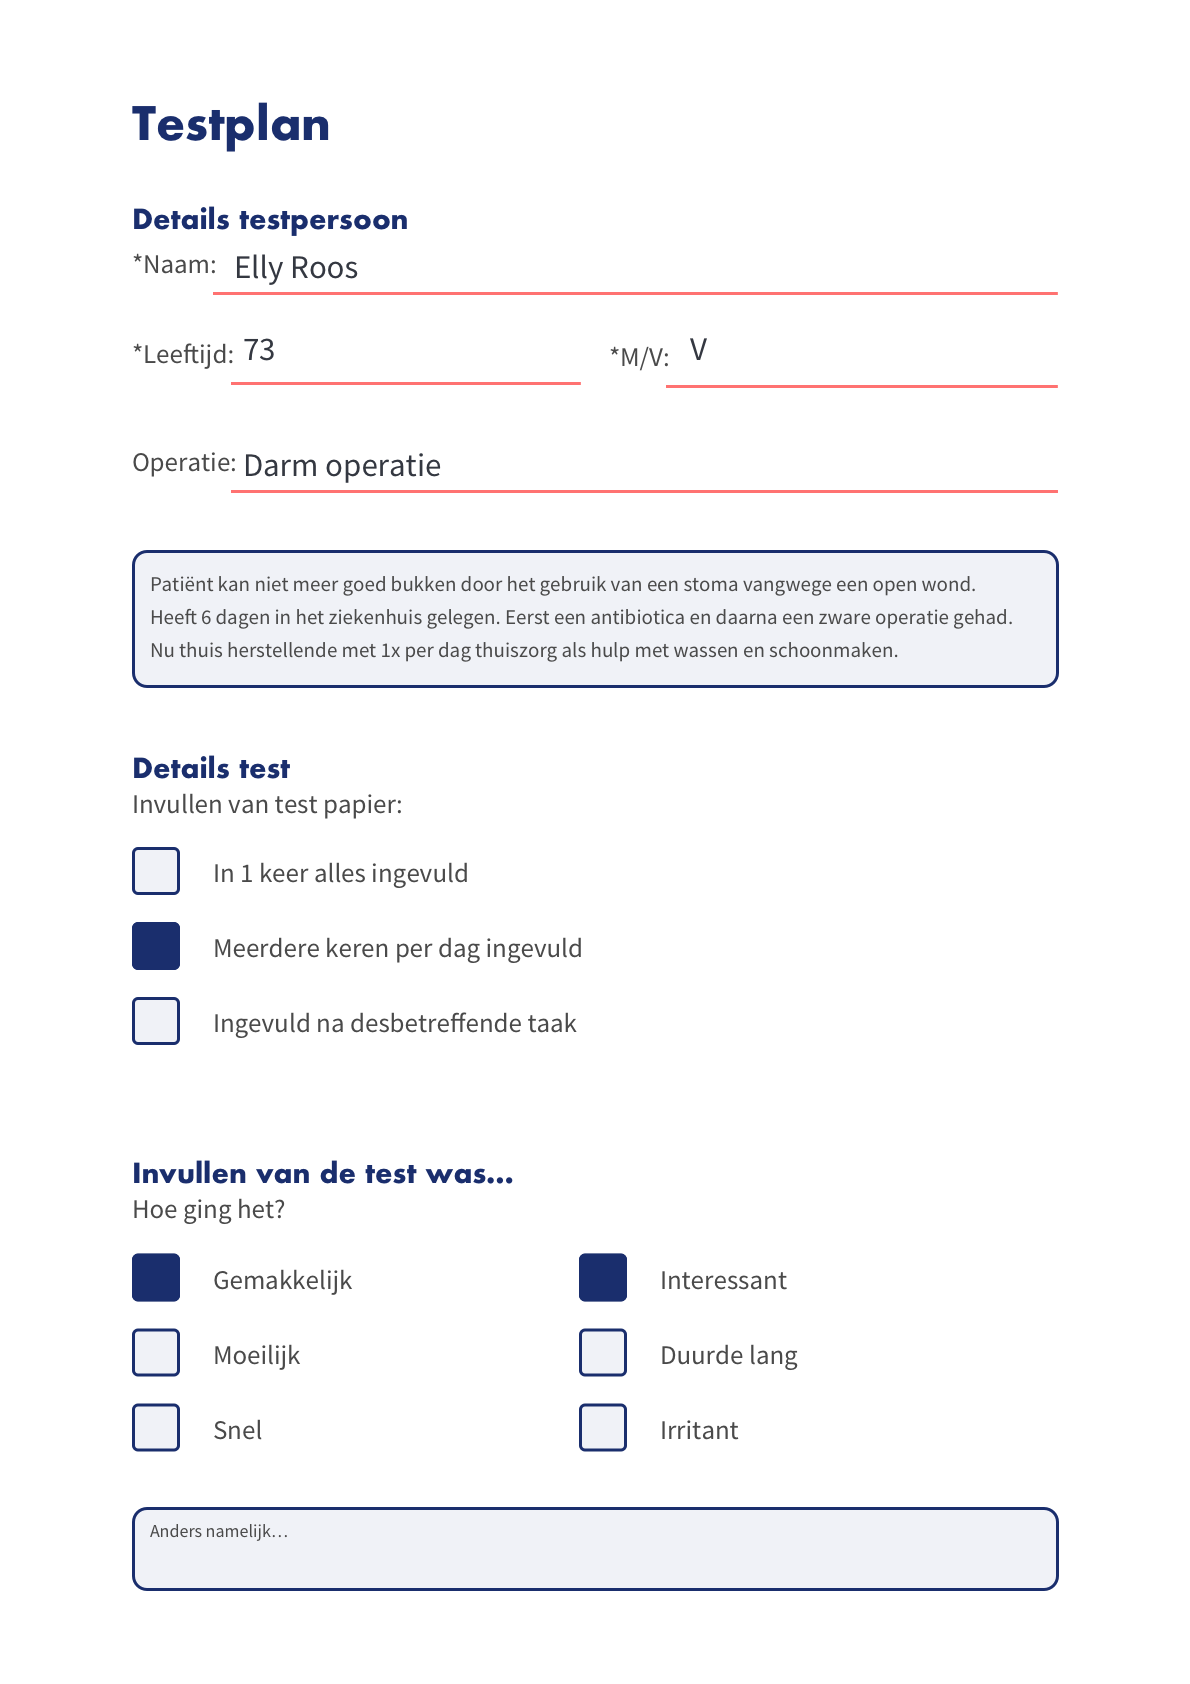 Testplan
Details testpersoon
*Naam: Elly Roos
*Leeftijd: 73 *M/V: V
Operatie: Darm operatie
Patiënt kan niet meer goed bukken door het gebruik van een stoma vangwege een open wond.
Heeft 6 dagen in het ziekenhuis gelegen. Eerst een antibiotica en daarna een zware operatie gehad.
Nu thuis herstellende met 1x per dag thuiszorg als hulp met wassen en schoonmaken.
Details test
Invullen van test papier:
In 1 keer alles ingevuld
Meerdere keren per dag ingevuld
Ingevuld na desbetreffende taak
Invullen van de test was...
Hoe ging het?
Gemakkelijk Interessant
Moeilijk Duurde lang
Snel Irritant
Anders namelijk...